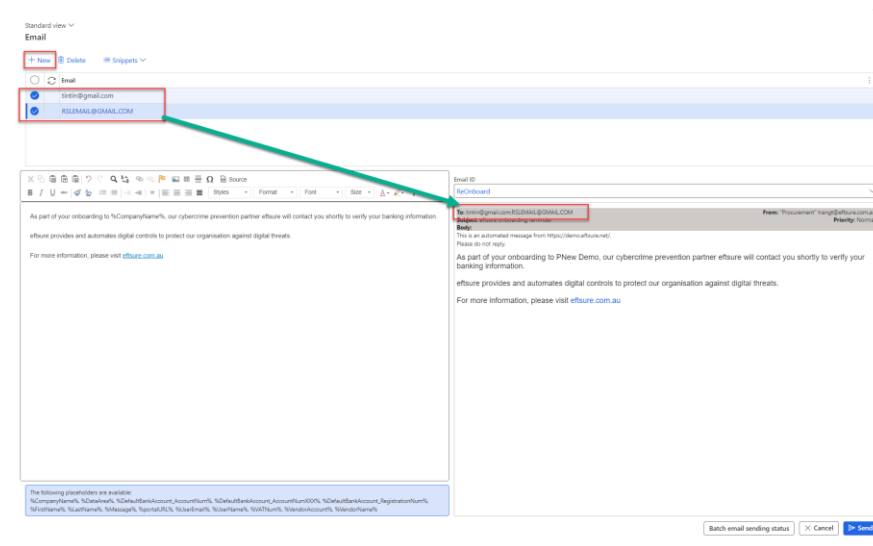 Standard view
Email
+ New Delete Snippets
Email
tintin@gmail.com
RSLEMAIL@GMAIL.COM
Source
B I U Styles Format Font Size A
As part of your onboarding to %CompanyName%, our cybercrime prevention partner eftsure will contact you shortly to verify your banking information
eftsure provides and automates digital controls to protect our organisation against digital threats
For more information, please visit eftsure.com.au
The following placeholders are available:
%CompanyName%, %DataArea%, %DefaultBankAccount_AccountNum%, %DefaultBankAccount_AccountNumXXX%, %DefaultBankAccount_RegistrationNum%,
%FirstName%, %LastName%, %Message%, %portalURL%, %UserEmail%, %UserName%, %VATNum%, %VendorAccount%, %VendorName%
Email ID
ReOnboard
To: tintin@gmail.com;RSLEMAIL@GMAIL.COM From: "Procurement" trangt@eftsure.com.au
Subject: eftsure onboarding reminder Priority: Norma
Body:
This is an automated message from https://demo.eftsure.net/.
Please do not reply.
As part of your onboarding to PNew Demo, our cybercrime prevention partner eftsure will contact you shortly to verify your
banking information.
eftsure provides and automates digital controls to protect our organisation against digital threats.
For more information, please visit eftsure.com.au
Batch email sending status Cancel Send